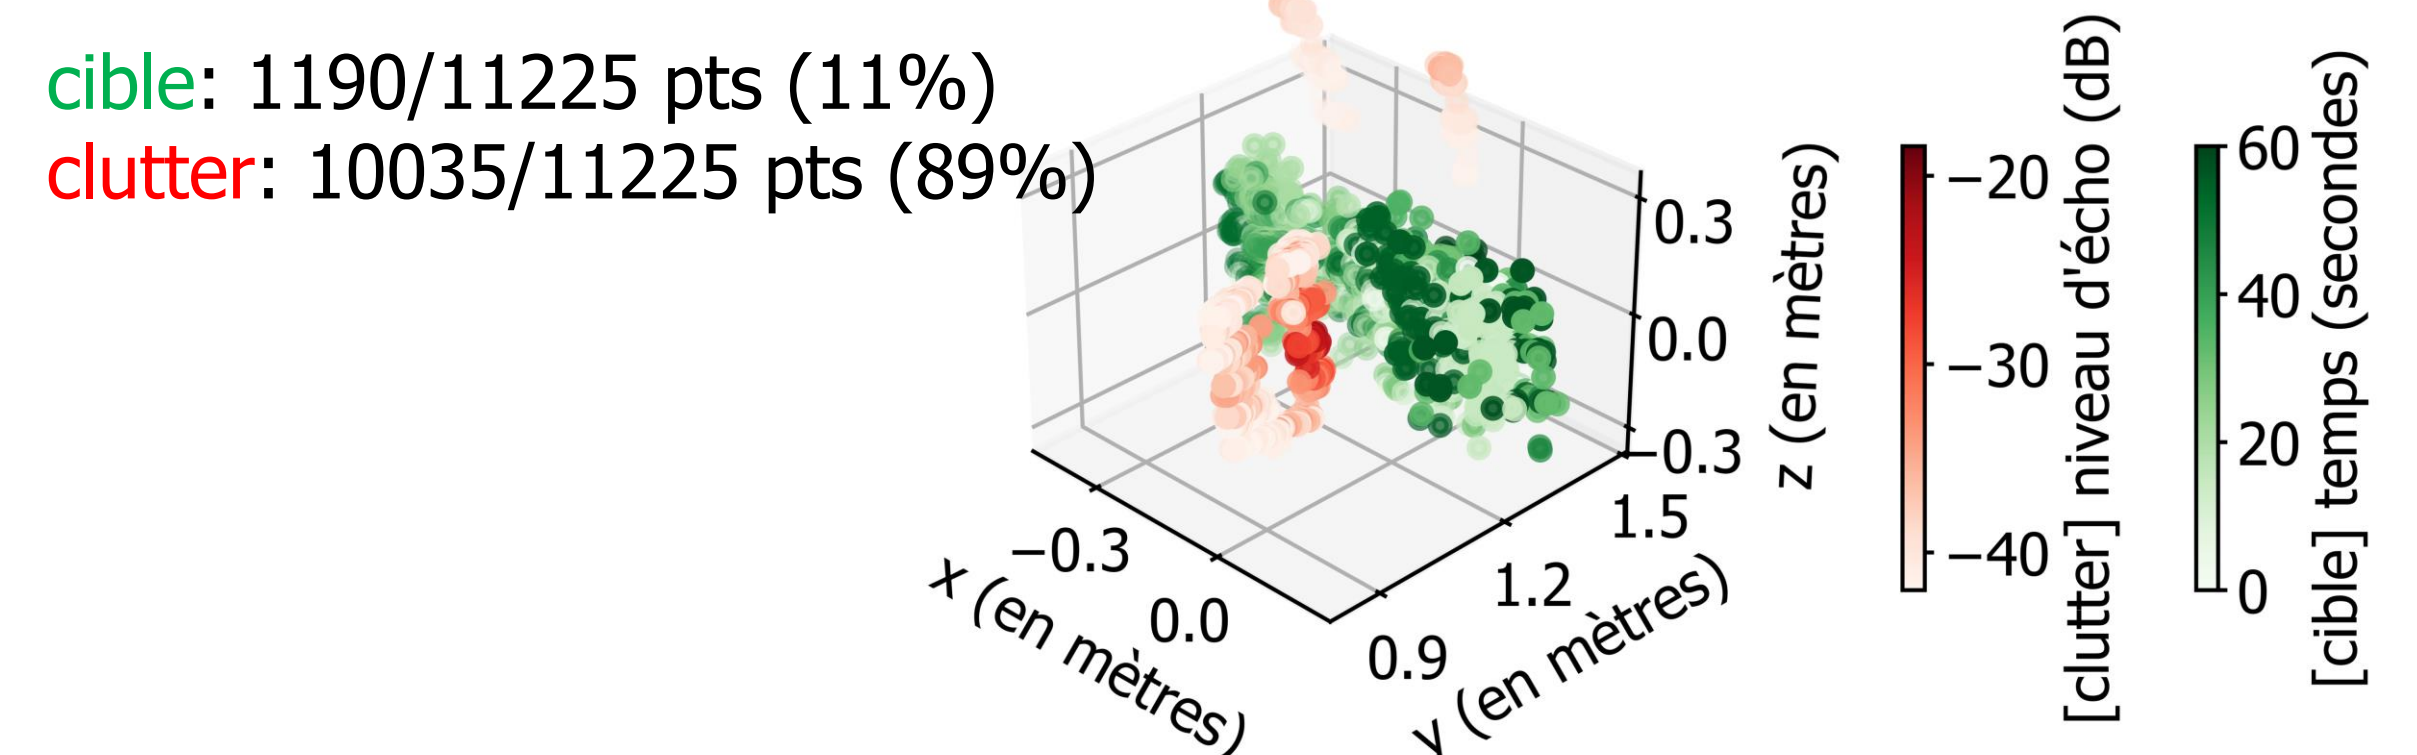 cible: 1190/11225 pts (11%)
clutter: 10035/11225 pts (89%)
x (en mètres)
−0.3
0.0
y (en mètres)
0.9
1.2
1.5
z (en mètres)
0.3
0.0
−0.3
[clutter] niveau d'écho (dB)
−20
−30
−40
[cible] temps (secondes)
60
40
20
0